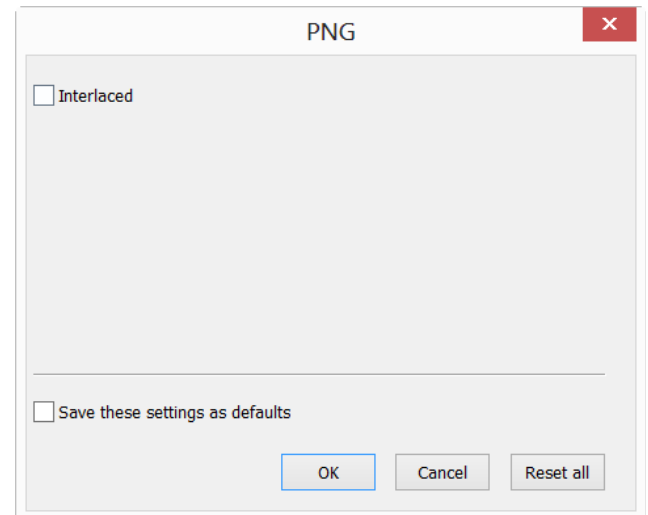 PNG
Interlaced
Save these settings as defaults
OK Cancel Reset all